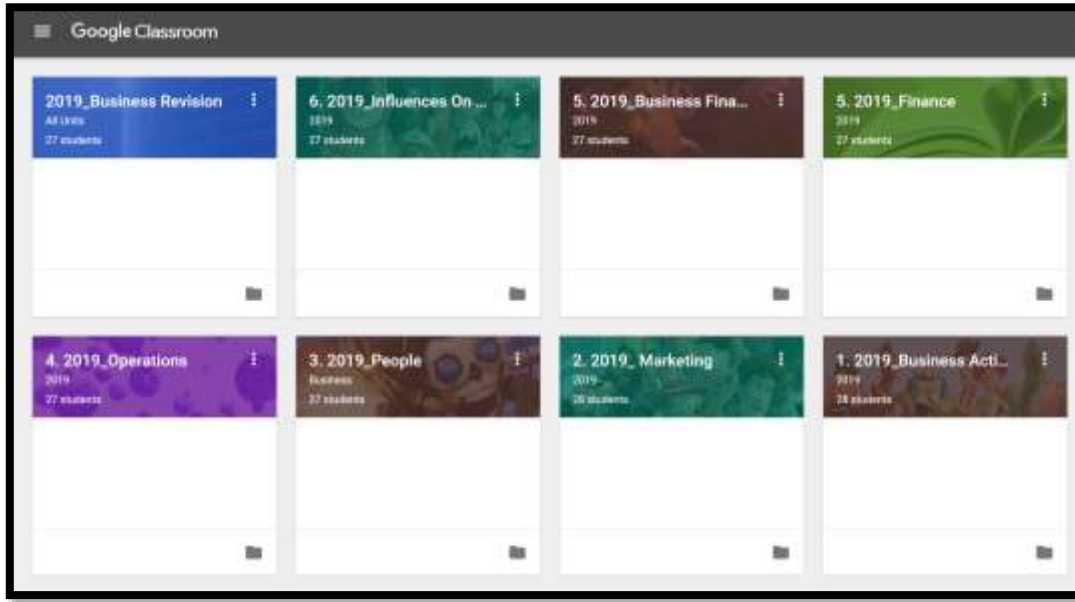 Google Classroom
2019_Business Revision
All Units
27 students
6. 2019_Influences On ...
2019
27 students
5. 2019_Business Fina...
2019
27 students
5. 2019_Finance
2019
27 students
4. 2019_Operations
2019
27 students
3. 2019_People
Business
27 students
2. 2019_ Marketing
2019
28 students
1. 2019_Business Acti...
2019
28 students